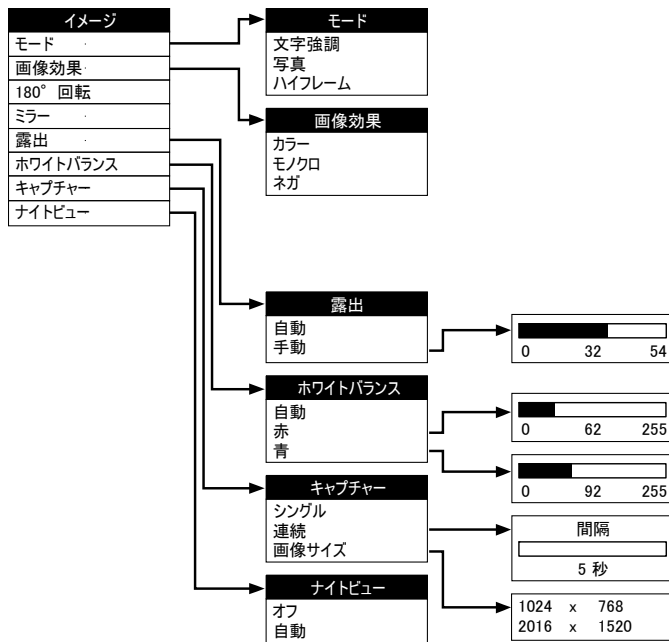 イメージ
モード
画像効果
180° 回転
ミラー
露出
ホワイトバランス
キャプチャー
ナイトビュー
モード
文字強調
写真
ハイフレーム
画像効果
カラー
モノクロ
ネガ
露出
自動
手動
0 32 54
ホワイトバランス
自動
赤
青
0 62 255
0 92 255
キャプチャー
シングル
連続
画像サイズ
間隔
5 秒
1024 x 768
2016 x 1520
ナイトビュー
オフ
自動